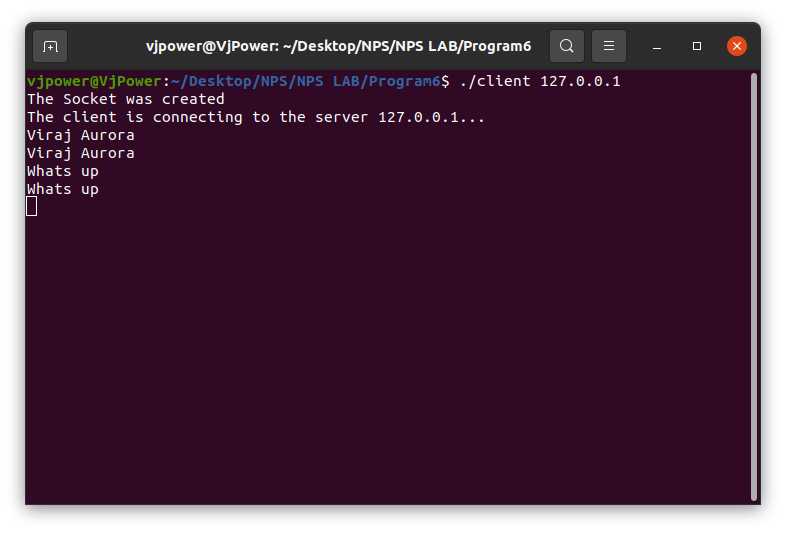 vjpower@VjPower: ~/Desktop/NPS/NPS LAB/Program6
vjpower@VjPower:~/Desktop/NPS/NPS LAB/Program6$ ./client 127.0.0.1
The Socket was created
The client is connecting to the server 127.0.0.1...
Viraj Aurora
Viraj Aurora
Whats up
Whats up